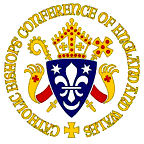 CATHOLIC BISHOPS' CONFERENCE OF ENGLAND AND WALES